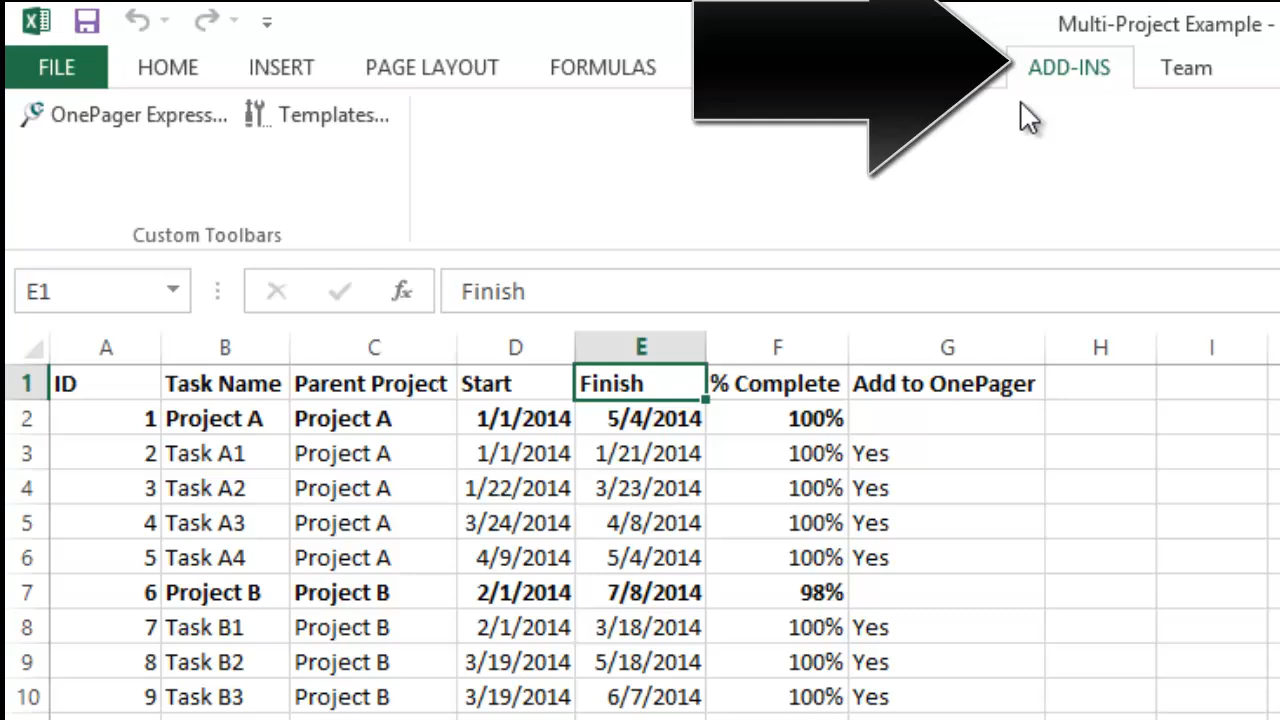 Multi-Project Example -
FILE HOME INSERT PAGE LAYOUT FORMULAS ADD-INS Team
OnePager Express... Templates...
Custom Toolbars
E1 fx Finish
A B C D E F G H I
1 ID Task Name Parent Project Start Finish % Complete Add to OnePager
2 1 Project A Project A 1/1/2014 5/4/2014 100%
3 2 Task A1 Project A 1/1/2014 1/21/2014 100% Yes
4 3 Task A2 Project A 1/22/2014 3/23/2014 100% Yes
5 4 Task A3 Project A 3/24/2014 4/8/2014 100% Yes
6 5 Task A4 Project A 4/9/2014 5/4/2014 100% Yes
7 6 Project B Project B 2/1/2014 7/8/2014 98%
8 7 Task B1 Project B 2/1/2014 3/18/2014 100% Yes
9 8 Task B2 Project B 3/19/2014 5/18/2014 100% Yes
10 9 Task B3 Project B 3/19/2014 6/7/2014 100% Yes